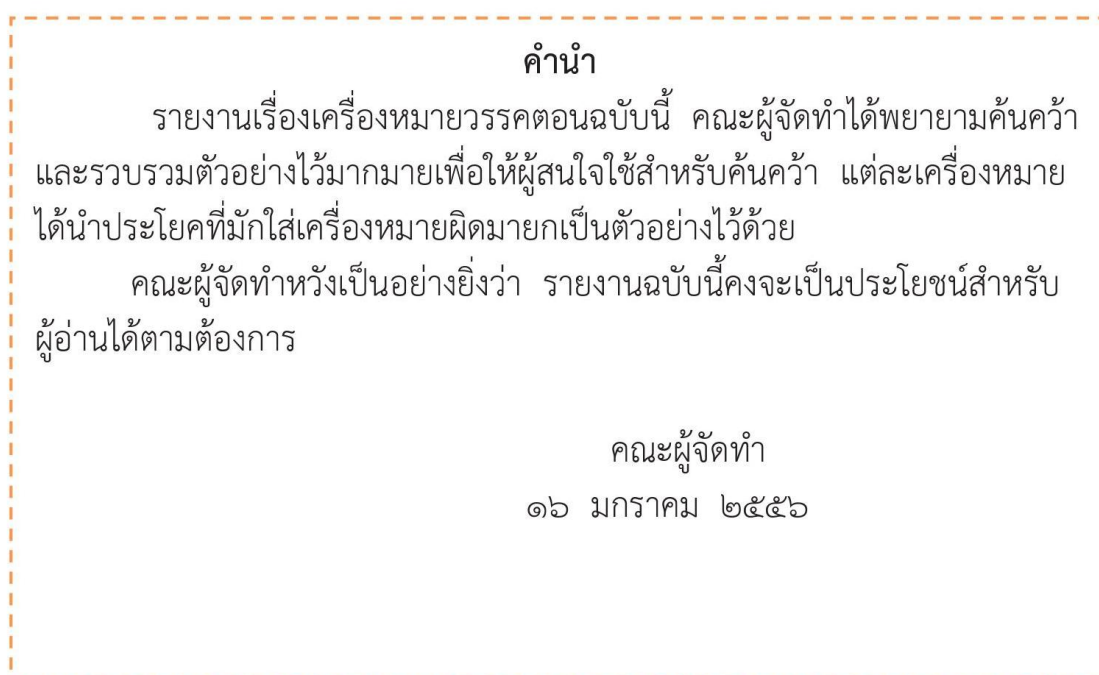 คำนำ
รายงานเรื่องเครื่องหมายวรรคตอนฉบับนี้ คณะผู้จัดทำได้พยายามค้นคว้า
และรวบรวมตัวอย่างไว้มากมายเพื่อให้ผู้สนใจใช้สำหรับค้นคว้า แต่ละเครื่องหมาย
ได้นำประโยคที่มักใส่เครื่องหมายผิดมายกเป็นตัวอย่างไว้ด้วย
คณะผู้จัดทำหวังเป็นอย่างยิ่งว่า รายงานฉบับนี้คงจะเป็นประโยชน์สำหรับ
ผู้อ่านได้ตามต้องการ
คณะผู้จัดทำ
๑๖ มกราคม ๒๕๕๖